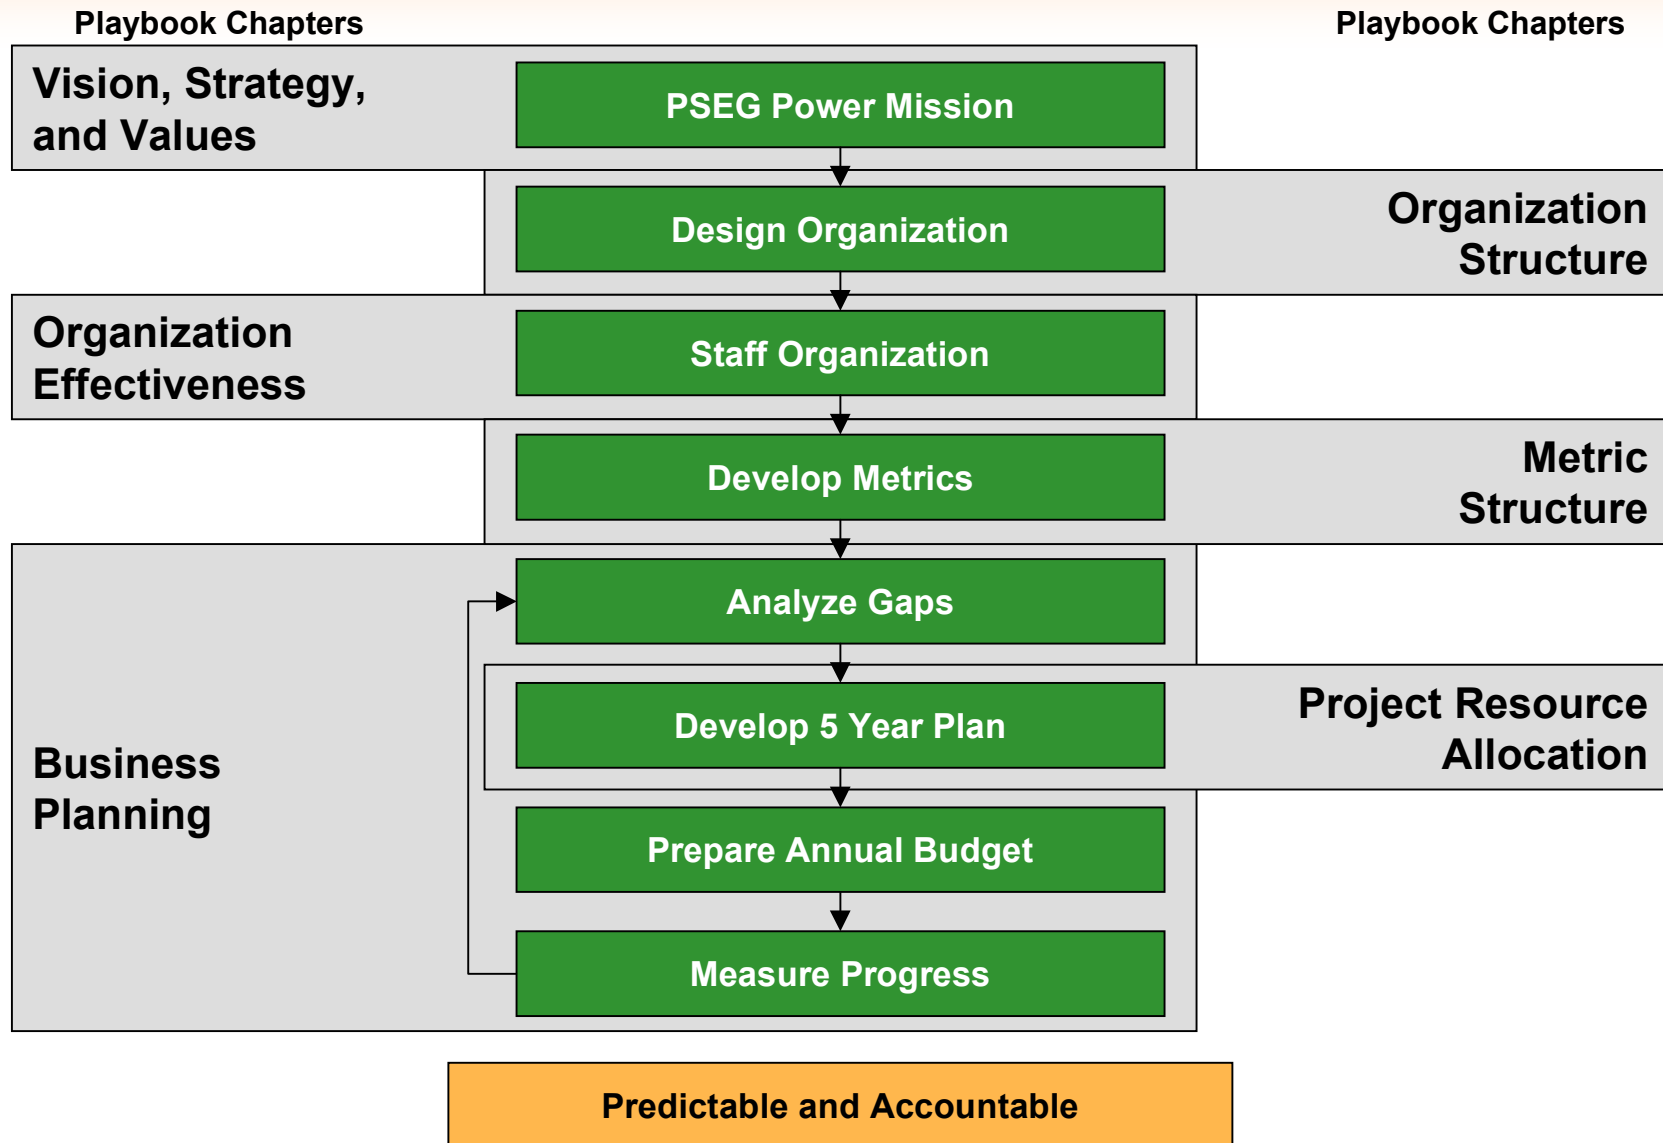 Playbook Chapters
Playbook Chapters
Vision, Strategy,
and Values
PSEG Power Mission
Design Organization
Organization
Structure
Organization
Effectiveness
Staff Organization
Develop Metrics
Metric
Structure
Analyze Gaps
Develop 5 Year Plan
Project Resource
Allocation
Business
Planning
Prepare Annual Budget
Measure Progress
Predictable and Accountable